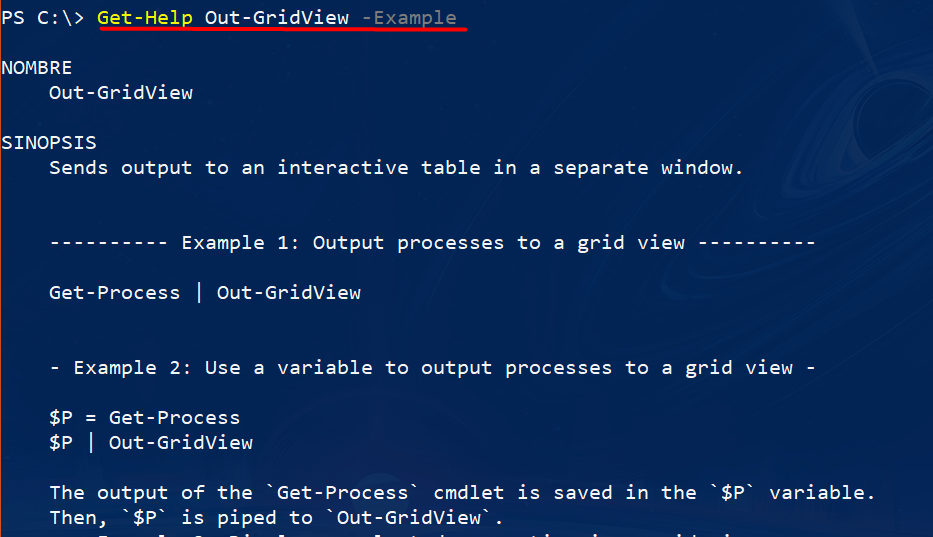 PS C:\> Get-Help Out-GridView -Example
NOMBRE
Out-GridView
SINOPSIS
Sends output to an interactive table in a separate window.
---------- Example 1: Output processes to a grid view ----------
Get-Process | Out-GridView
- Example 2: Use a variable to output processes to a grid view -
$P = Get-Process
$P | Out-GridView
The output of the `Get-Process` cmdlet is saved in the `$P` variable.
Then, `$P` is piped to `Out-GridView`.